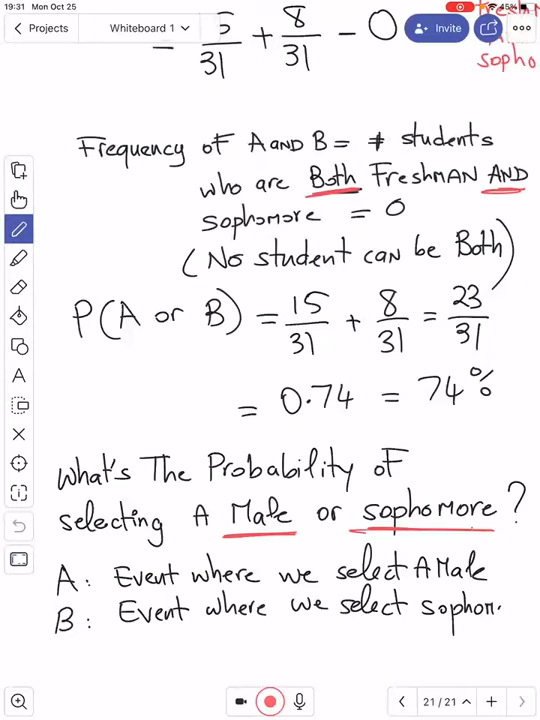 19:31 Mon Oct 25
45%
Projects
Whiteboard 1
Invite
= 15/31 + 8/31 - 0
sopho
Frequency of A AND B = # students
who are Both Freshman AND
sophomore = 0
(No student can be Both)
P(A or B) = 15/31 + 8/31 = 23/31
= 0.74 = 74%
What's The Probability of
selecting A Male or sophomore?
A: Event where we select A Male
B: Event where we select sophom.
A
21/21